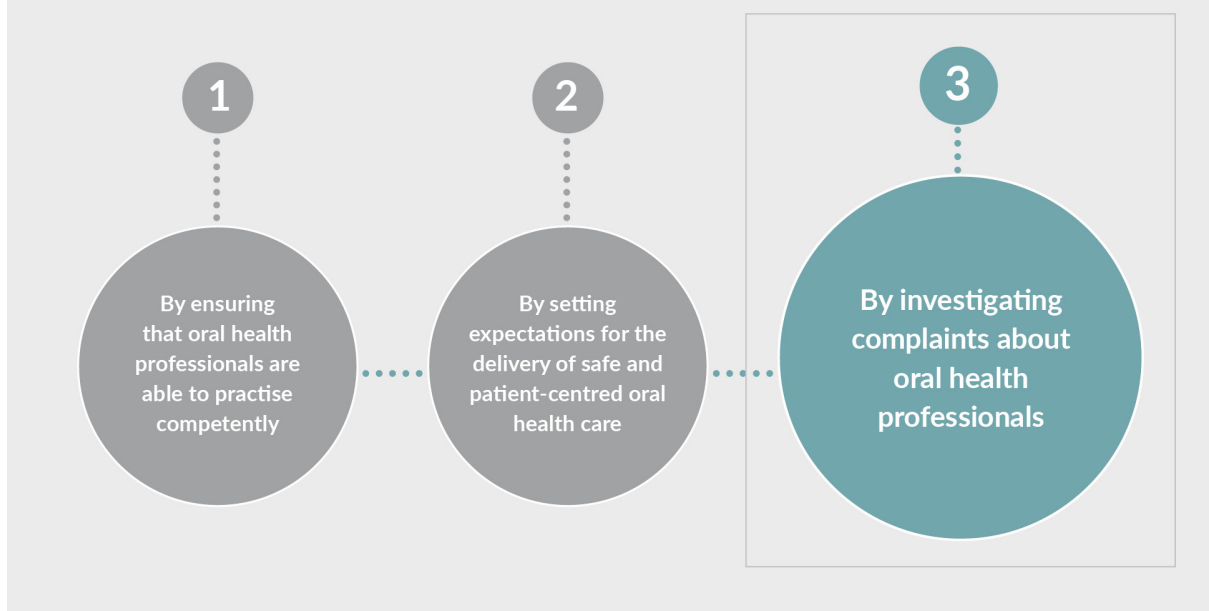 1
By ensuring
that oral health
professionals are
able to practise
competently
2
By setting
expectations for the
delivery of safe and
patient-centred oral
health care
3
By investigating
complaints about
oral health
professionals